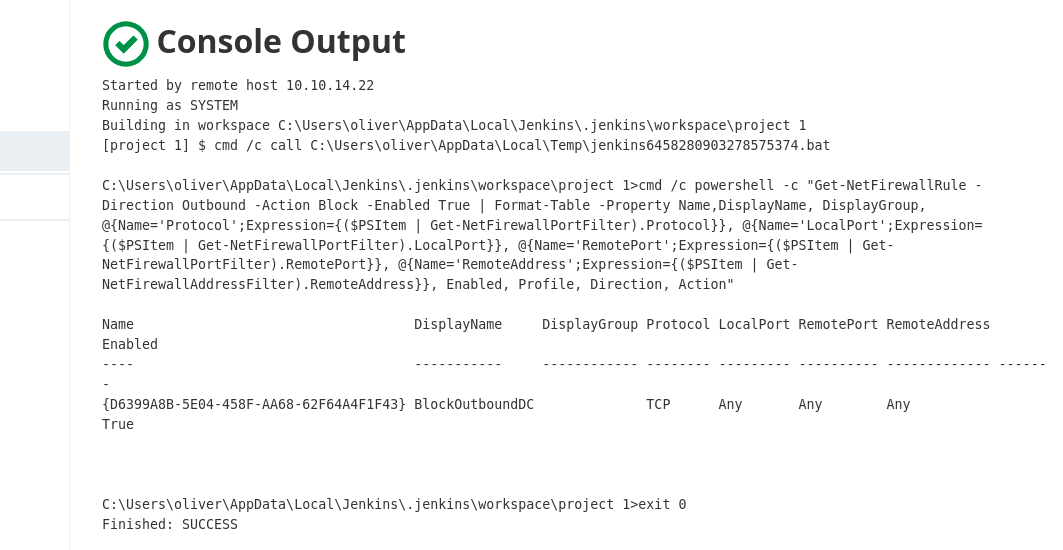 Console Output
Started by remote host 10.10.14.22
Running as SYSTEM
Building in workspace C:\Users\oliver\AppData\Local\Jenkins\.jenkins\workspace\project 1
[project 1] $ cmd /c call C:\Users\oliver\AppData\Local\Temp\jenkins6458280903278575374.bat
C:\Users\oliver\AppData\Local\Jenkins\.jenkins\workspace\project 1>cmd /c powershell -c "Get-NetFirewallRule -
Direction Outbound -Action Block -Enabled True | Format-Table -Property Name,DisplayName, DisplayGroup,
@{Name='Protocol';Expression={($PSItem | Get-NetFirewallPortFilter).Protocol}}, @{Name='LocalPort';Expression=
{($PSItem | Get-NetFirewallPortFilter).LocalPort}}, @{Name='RemotePort';Expression={($PSItem | Get-
NetFirewallPortFilter).RemotePort}}, @{Name='RemoteAddress';Expression={($PSItem | Get-
NetFirewallAddressFilter).RemoteAddress}}, Enabled, Profile, Direction, Action"
Name                                   DisplayName     DisplayGroup Protocol LocalPort RemotePort RemoteAddress
Enabled
----                                   -----------     ------------ -------- --------- ---------- ------------- ------
-
{D6399A8B-5E04-458F-AA68-62F64A4F1F43} BlockOutboundDC              TCP      Any       Any        Any
True
C:\Users\oliver\AppData\Local\Jenkins\.jenkins\workspace\project 1>exit 0
Finished: SUCCESS